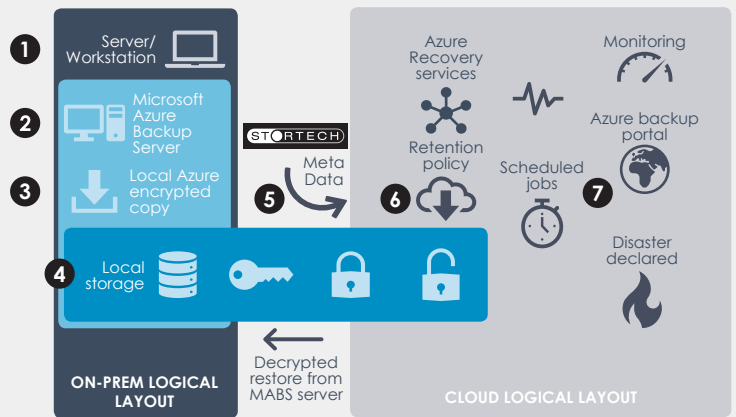 1
Server/
Workstation
2
Microsoft
Azure
Backup
Server
3
Local Azure
encrypted
copy
4
Local
storage
ON-PREM LOGICAL
LAYOUT
STORTECH
Meta
Data
5
Decrypted
restore from
MABS server
Azure
Recovery
services
Retention
policy
6
Scheduled
jobs
7
Monitoring
Azure backup
portal
Disaster
declared
CLOUD LOGICAL LAYOUT